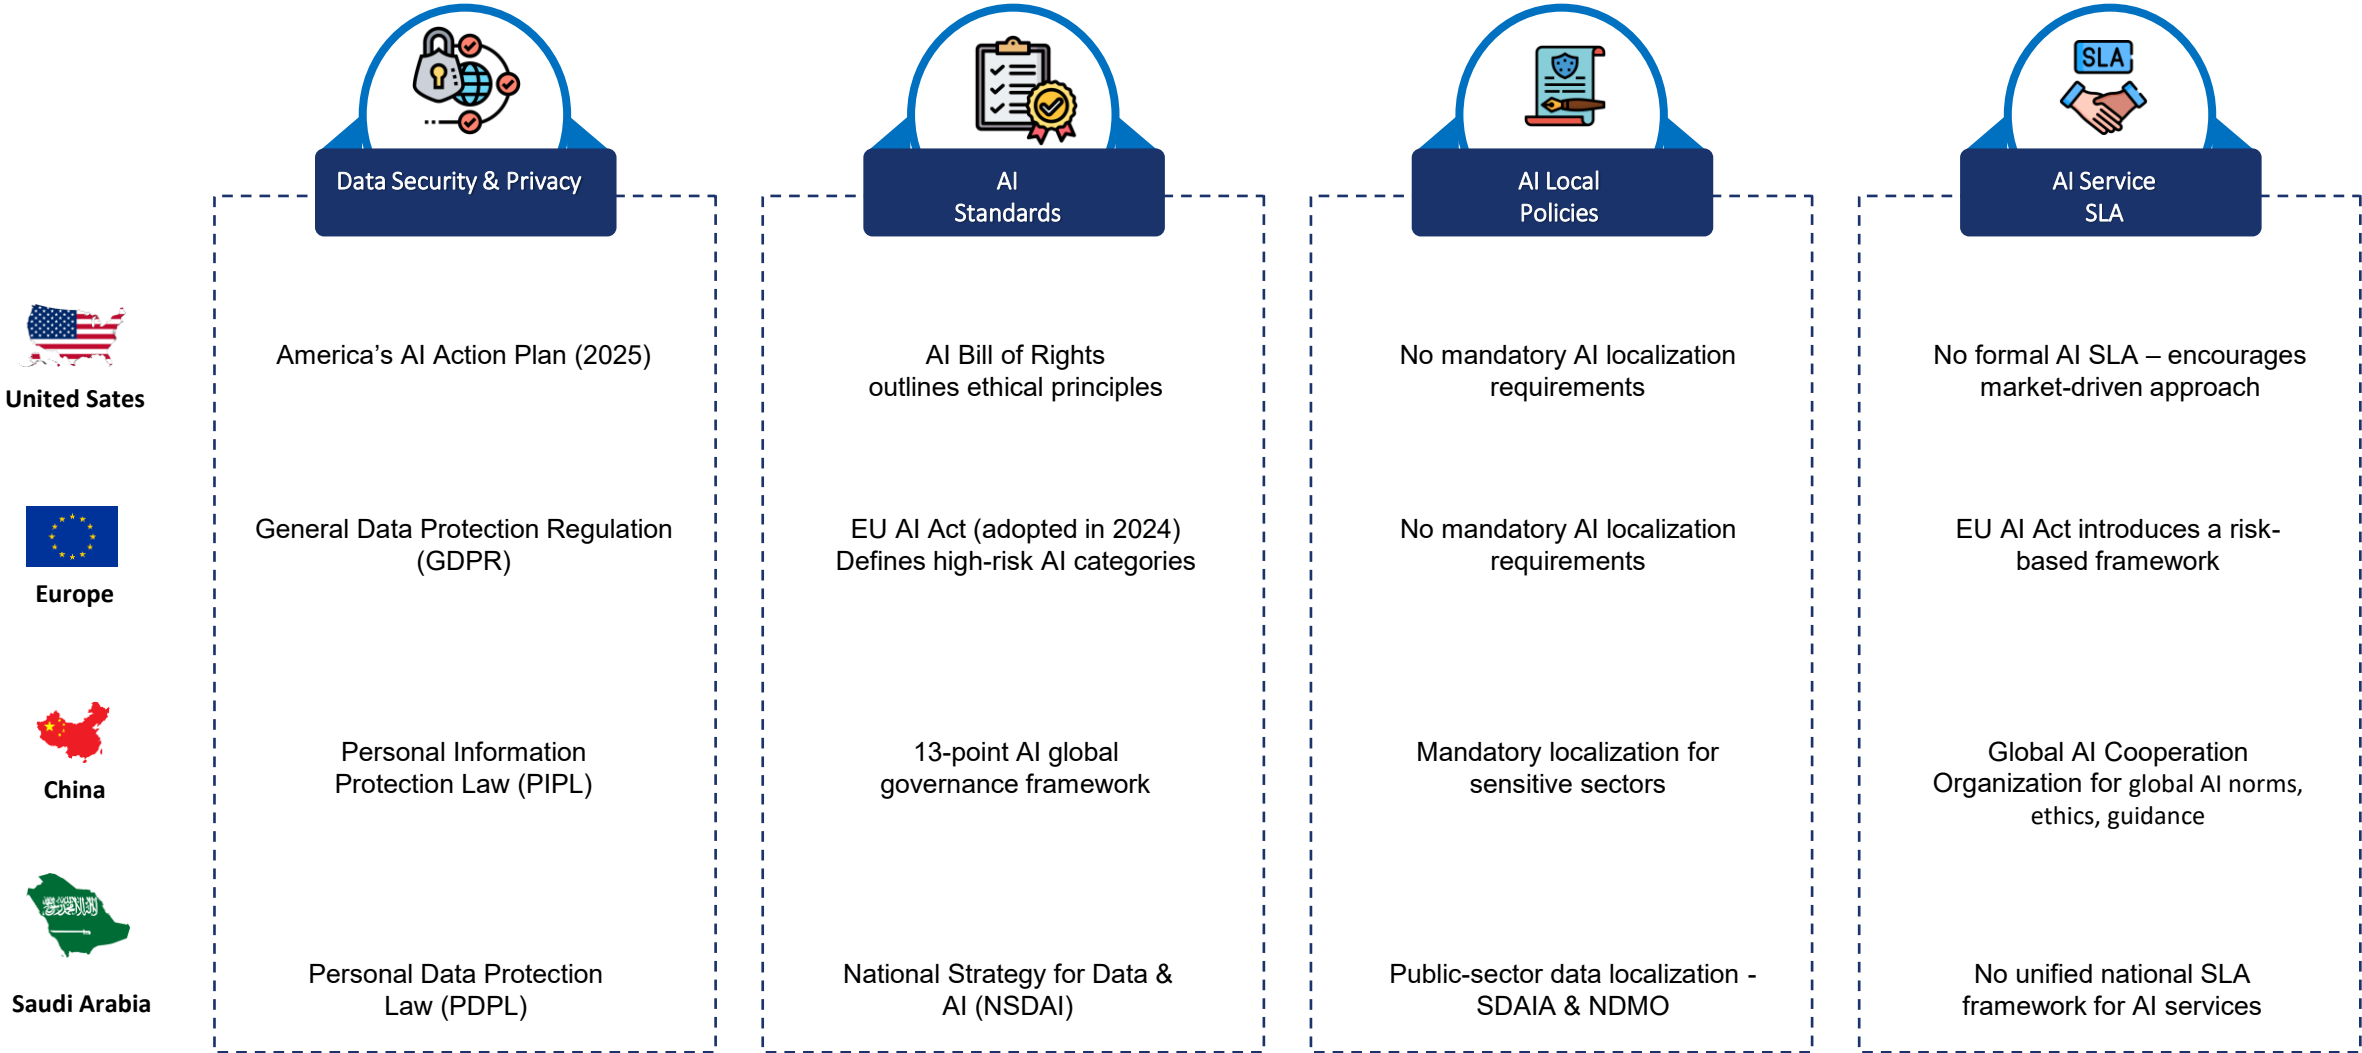 SLA
Data Security & Privacy
AI
Standards
AI Local
Policies
AI Service
SLA
United Sates
America’s AI Action Plan (2025)
AI Bill of Rights
outlines ethical principles
No mandatory AI localization
requirements
No formal AI SLA – encourages
market-driven approach
Europe
General Data Protection Regulation
(GDPR)
EU AI Act (adopted in 2024)
Defines high-risk AI categories
No mandatory AI localization
requirements
EU AI Act introduces a risk-
based framework
China
Personal Information
Protection Law (PIPL)
13-point AI global
governance framework
Mandatory localization for
sensitive sectors
Global AI Cooperation
Organization for global AI norms,
ethics, guidance
Saudi Arabia
Personal Data Protection
Law (PDPL)
National Strategy for Data &
AI (NSDAI)
Public-sector data localization -
SDAIA & NDMO
No unified national SLA
framework for AI services